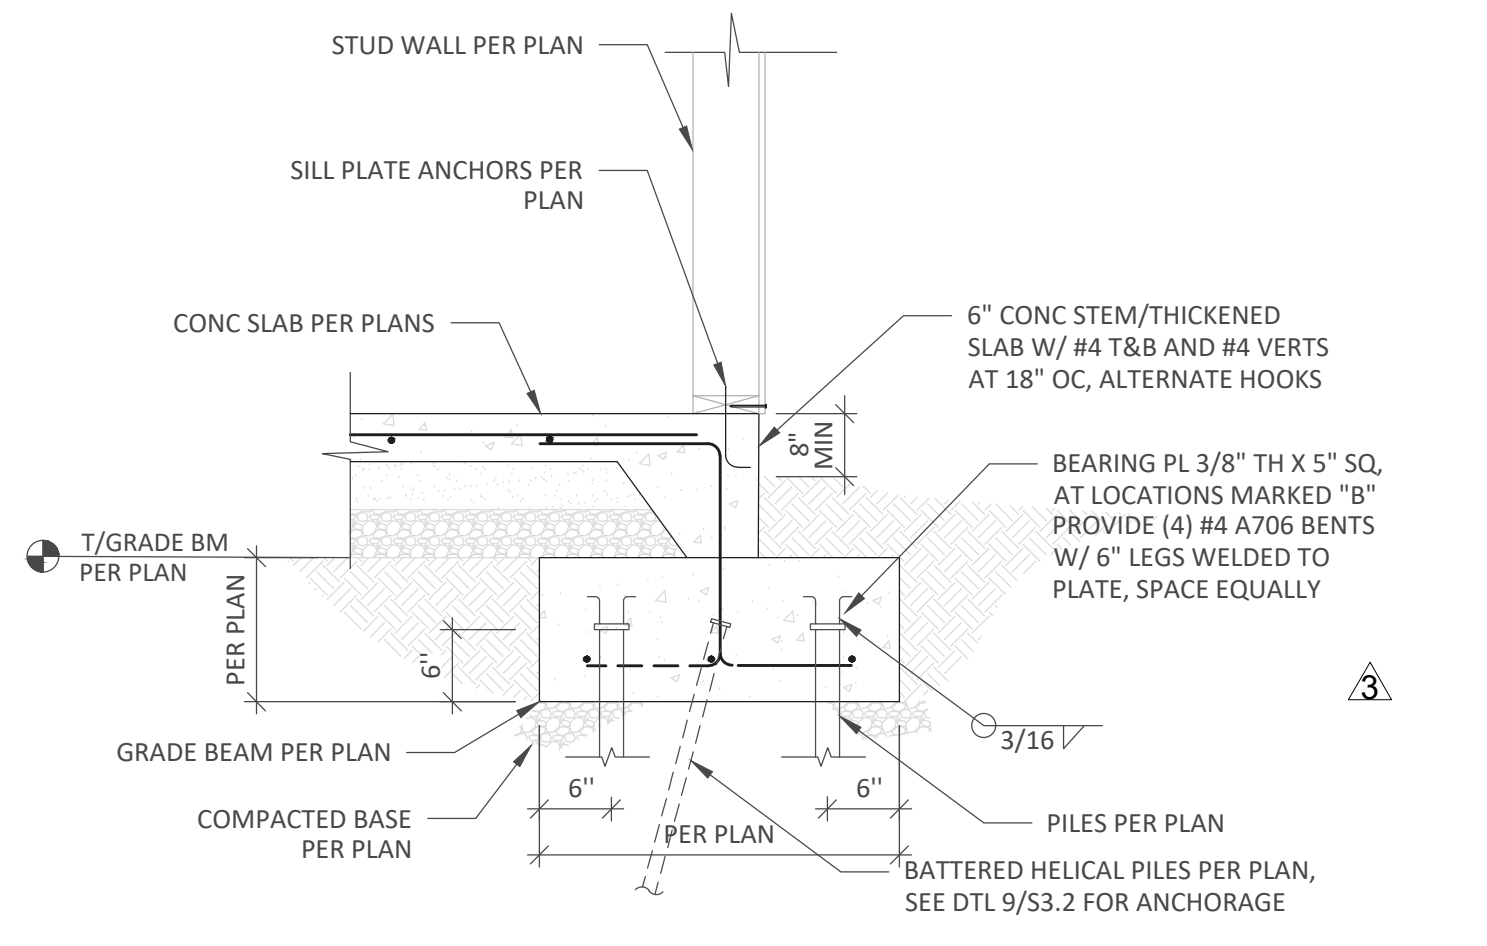 STUD WALL PER PLAN
SILL PLATE ANCHORS PER
PLAN
CONC SLAB PER PLANS
6" CONC STEM/THICKENED
SLAB W/ #4 T&B AND #4 VERTS
AT 18" OC, ALTERNATE HOOKS
8"
MIN
BEARING PL 3/8" TH X 5" SQ,
AT LOCATIONS MARKED "B"
PROVIDE (4) #4 A706 BENTS
W/ 6" LEGS WELDED TO
PLATE, SPACE EQUALLY
T/GRADE BM
PER PLAN
PER PLAN
6"
3
3/16
GRADE BEAM PER PLAN
6"
6"
COMPACTED BASE
PER PLAN
PER PLAN
PILES PER PLAN
BATTERED HELICAL PILES PER PLAN,
SEE DTL 9/S3.2 FOR ANCHORAGE